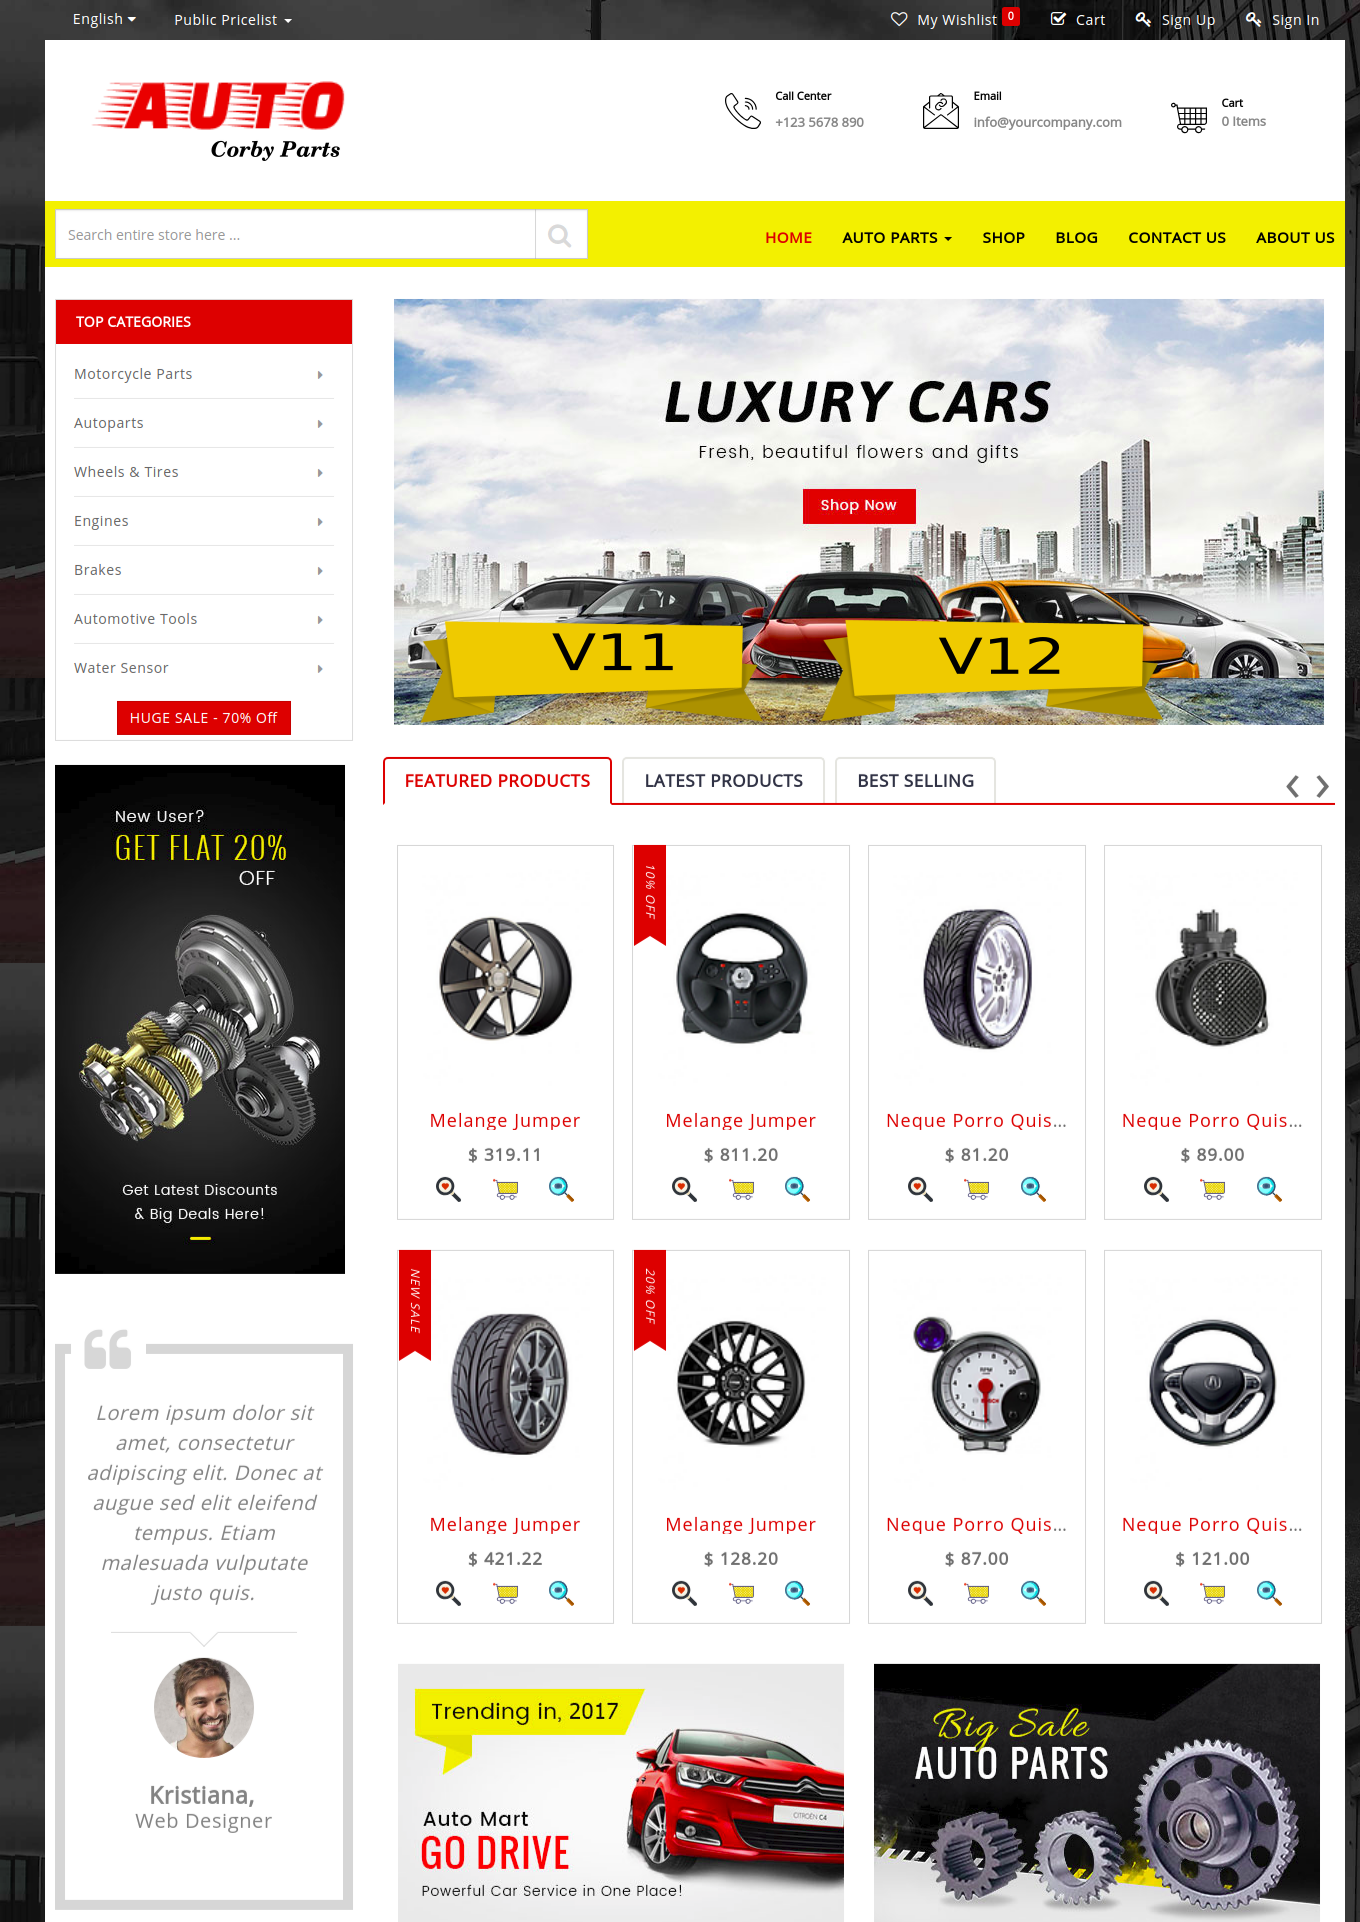 English
Public Pricelist
My Wishlist 0
Cart
Sign Up
Sign In
AUTO
Corby Parts
Call Center
+123 5678 890
Email
info@yourcompany.com
Cart
0 Items
Search entire store here ...
HOME
AUTO PARTS
SHOP
BLOG
CONTACT US
ABOUT US
TOP CATEGORIES
Motorcycle Parts
Autoparts
Wheels & Tires
Engines
Brakes
Automotive Tools
Water Sensor
HUGE SALE - 70% Off
LUXURY CARS
Fresh, beautiful flowers and gifts
Shop Now
V11
V12
New User?
GET FLAT 20%
OFF
Get Latest Discounts
& Big Deals Here!
FEATURED PRODUCTS
LATEST PRODUCTS
BEST SELLING
Melange Jumper
$ 319.11
10% OFF
Melange Jumper
$ 811.20
Neque Porro Quis...
$ 81.20
Neque Porro Quis...
$ 89.00
NEW SALE
Melange Jumper
$ 421.22
20% OFF
Melange Jumper
$ 128.20
Neque Porro Quis...
$ 87.00
Neque Porro Quis...
$ 121.00
Lorem ipsum dolor sit
amet, consectetur
adipiscing elit. Donec at
augue sed elit eleifend
tempus. Etiam
malesuada vulputate
justo quis.
Kristiana,
Web Designer
Trending in, 2017
Auto Mart
GO DRIVE
Powerful Car Service in One Place!
CITROËN C4
Big Sale
AUTO PARTS